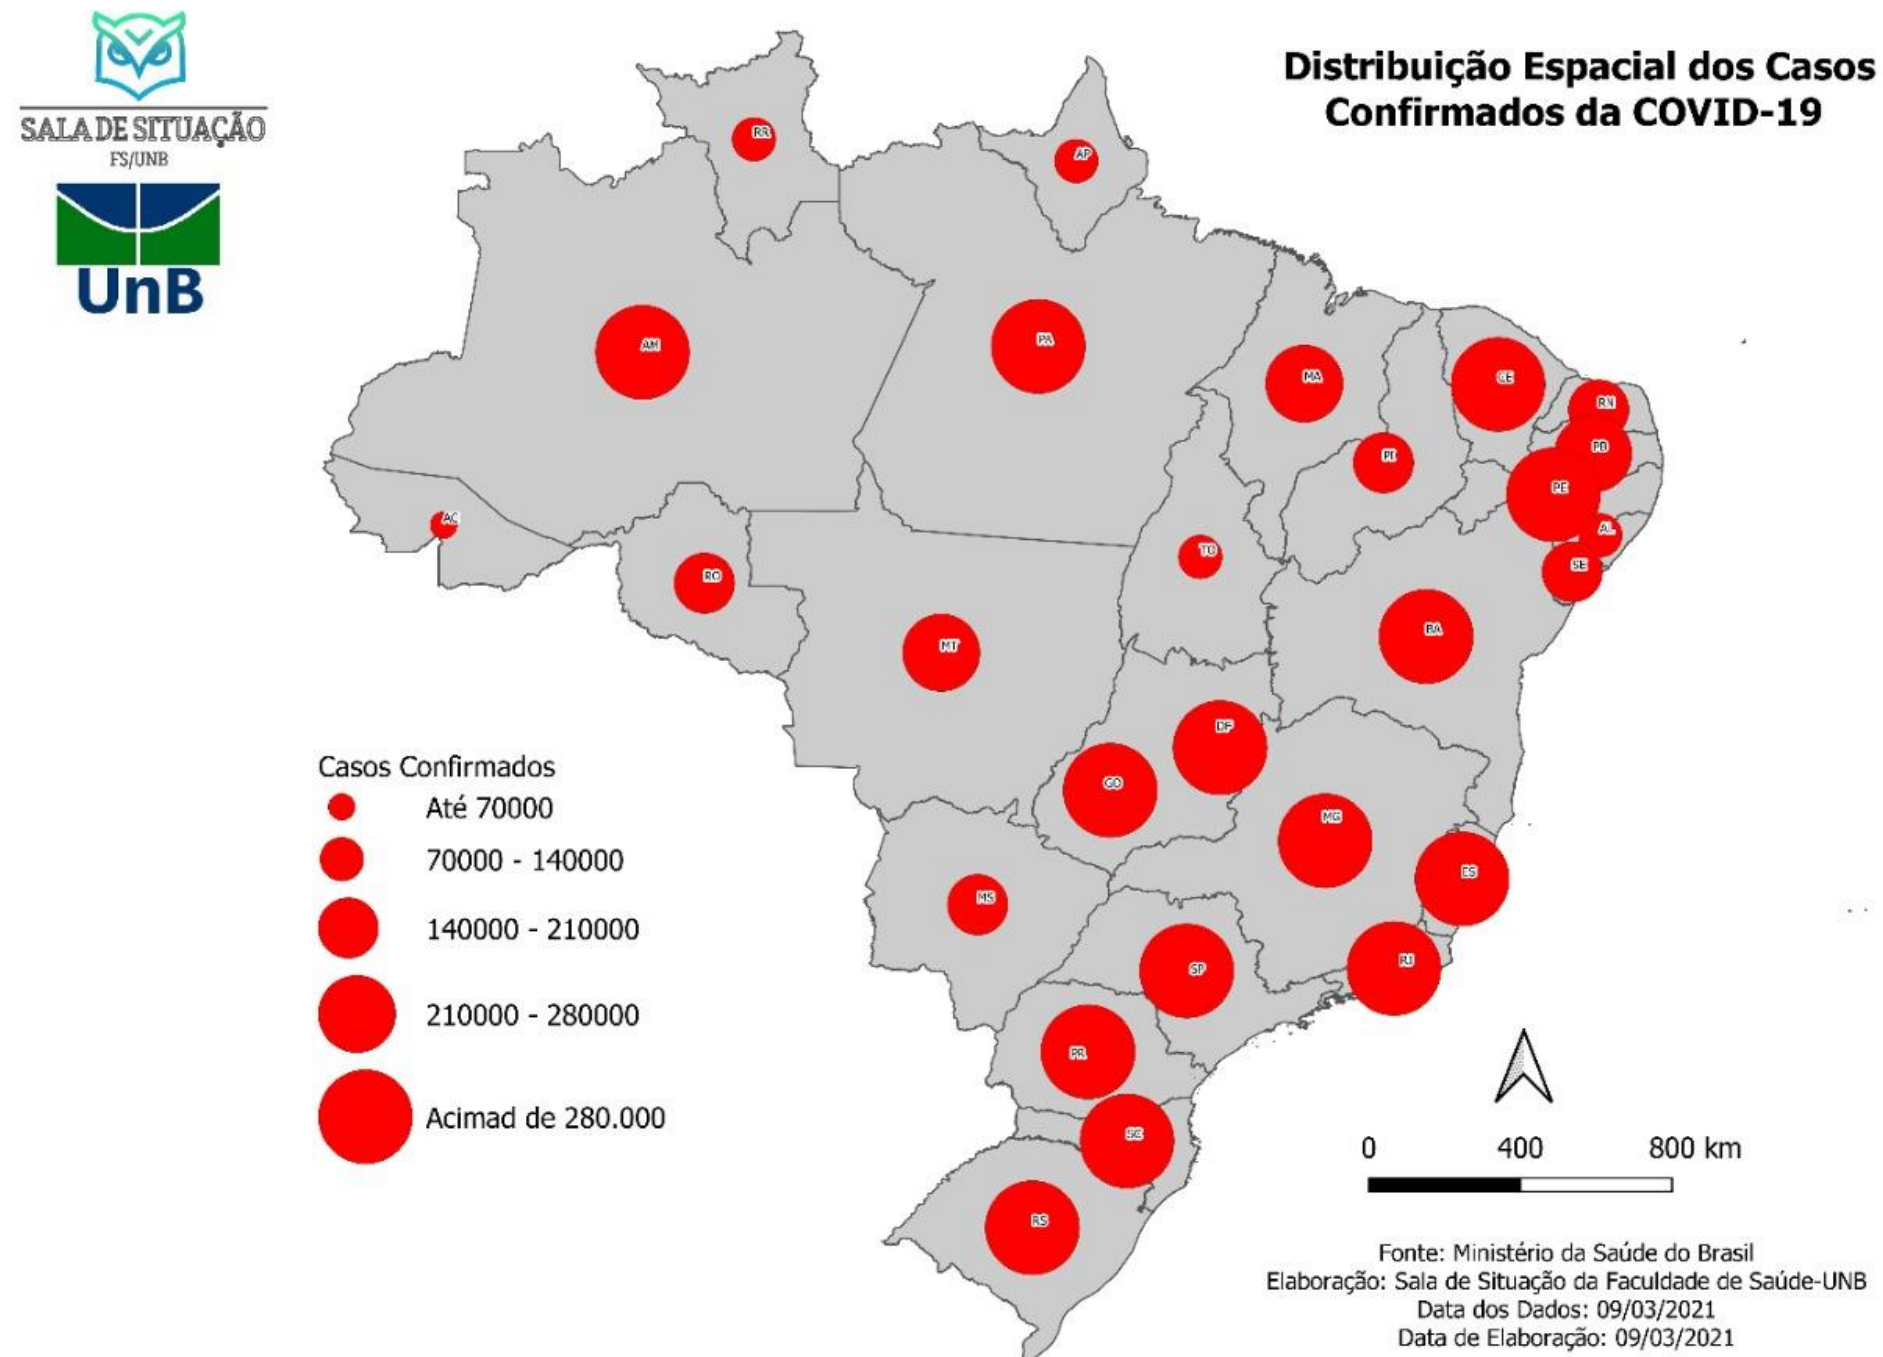 SALA DE SITUAÇÃO
FS/UNB
UnB
Distribuição Espacial dos Casos
Confirmados da COVID-19
RR
AP
AM
PA
MA
CE
RN
PB
PI
PE
AC
AL
TO
SE
RO
BA
MT
DF
GO
MG
ES
MS
RJ
SP
PR
SC
RS
Casos Confirmados
Até 70000
70000 - 140000
140000 - 210000
210000 - 280000
Acimad de 280.000
0 400 800 km
Fonte: Ministério da Saúde do Brasil
Elaboração: Sala de Situação da Faculdade de Saúde-UNB
Data dos Dados: 09/03/2021
Data de Elaboração: 09/03/2021